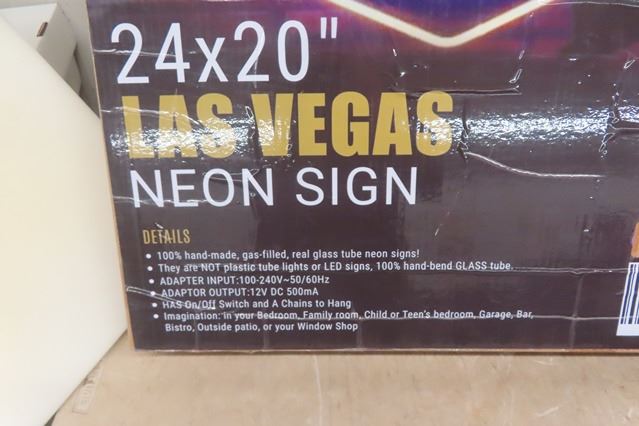 24x20"
LAS VEGAS
NEON SIGN
DETAILS
• 100% hand-made, gas-filled, real glass tube neon signs!
• They are NOT plastic tube lights or LED signs, 100% hand-bend GLASS tube.
• ADAPTER INPUT:100-240V~50/60Hz
• ADAPTOR OUTPUT:12V DC 500mA
• HAS On/Off Switch and A Chains to Hang
• Imagination: in your Bedroom, Family room, Child or Teen's bedroom, Garage, Bar,
Bistro, Outside patio, or your Window Shop